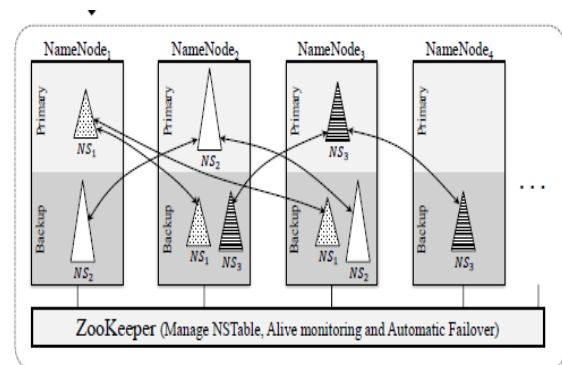 NameNode₁ NameNode₂ NameNode₃ NameNode₄
Primary Primary Primary Primary
NS₁ NS₂ NS₃
Backup Backup Backup Backup
NS₂ NS₁ NS₃ NS₁ NS₂ NS₃
...
ZooKeeper (Manage NSTable, Alive monitoring and Automatic Failover)